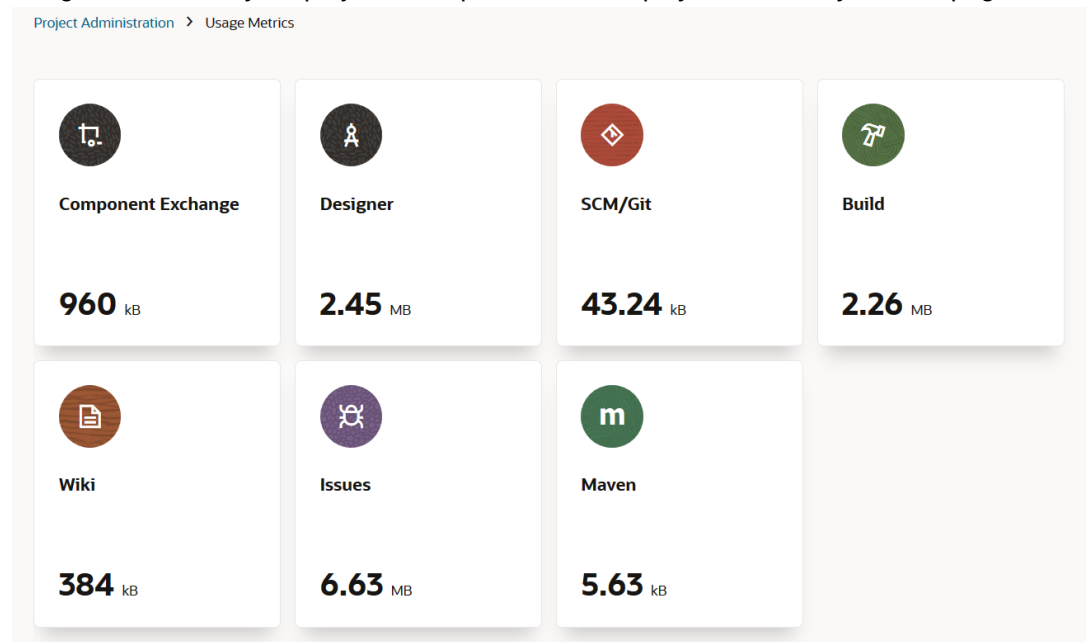 Project Administration > Usage Metrics
Component Exchange
960 kB
Designer
2.45 MB
SCM/Git
43.24 kB
Build
2.26 MB
Wiki
384 kB
Issues
6.63 MB
m
Maven
5.63 kB